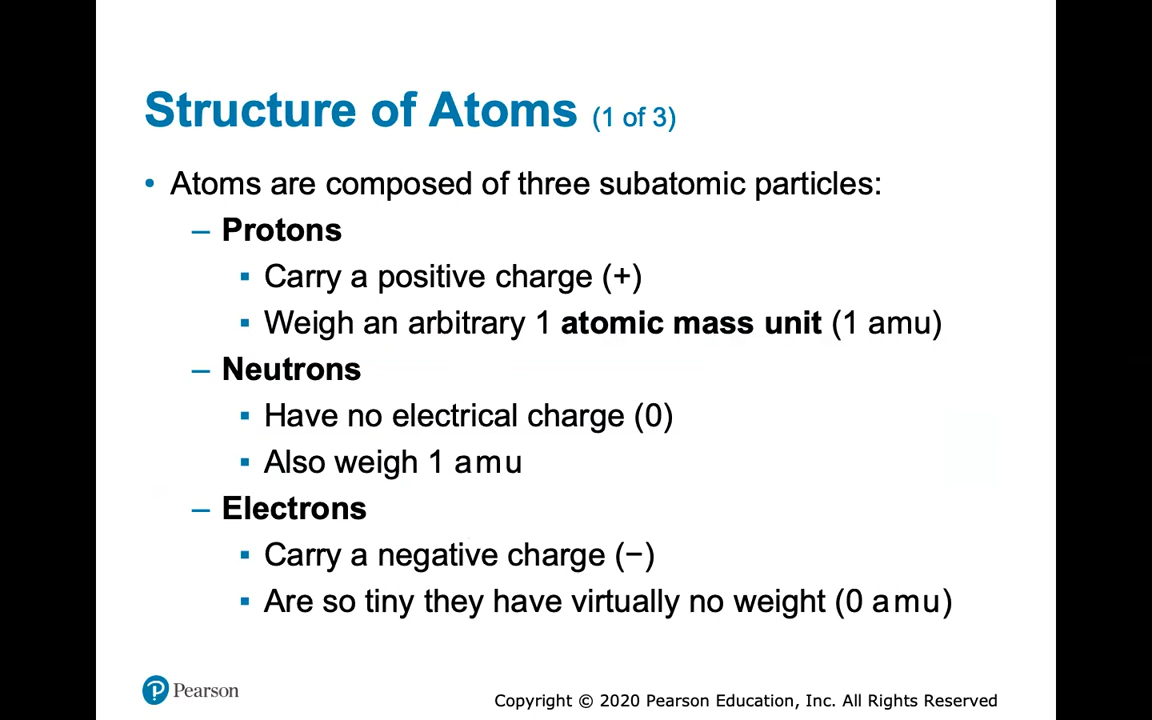 Structure of Atoms (1 of 3)
• Atoms are composed of three subatomic particles:
– Protons
▪ Carry a positive charge (+)
▪ Weigh an arbitrary 1 atomic mass unit (1 amu)
– Neutrons
▪ Have no electrical charge (0)
▪ Also weigh 1 amu
– Electrons
▪ Carry a negative charge (−)
▪ Are so tiny they have virtually no weight (0 amu)
Pearson
Copyright © 2020 Pearson Education, Inc. All Rights Reserved